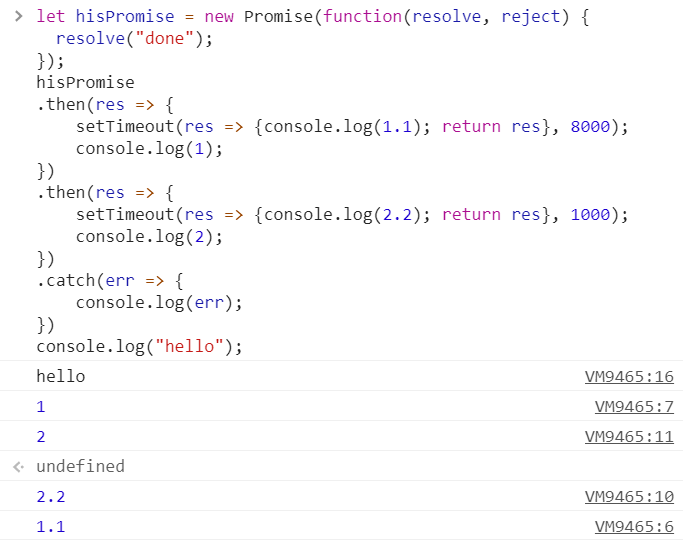 let hisPromise = new Promise(function(resolve, reject) {
  resolve("done");
});
hisPromise
.then(res => {
    setTimeout(res => {console.log(1.1); return res}, 8000);
    console.log(1);
})
.then(res => {
    setTimeout(res => {console.log(2.2); return res}, 1000);
    console.log(2);
})
.catch(err => {
    console.log(err);
})
console.log("hello");
hello VM9465:16
1 VM9465:7
2 VM9465:11
undefined
2.2 VM9465:10
1.1 VM9465:6